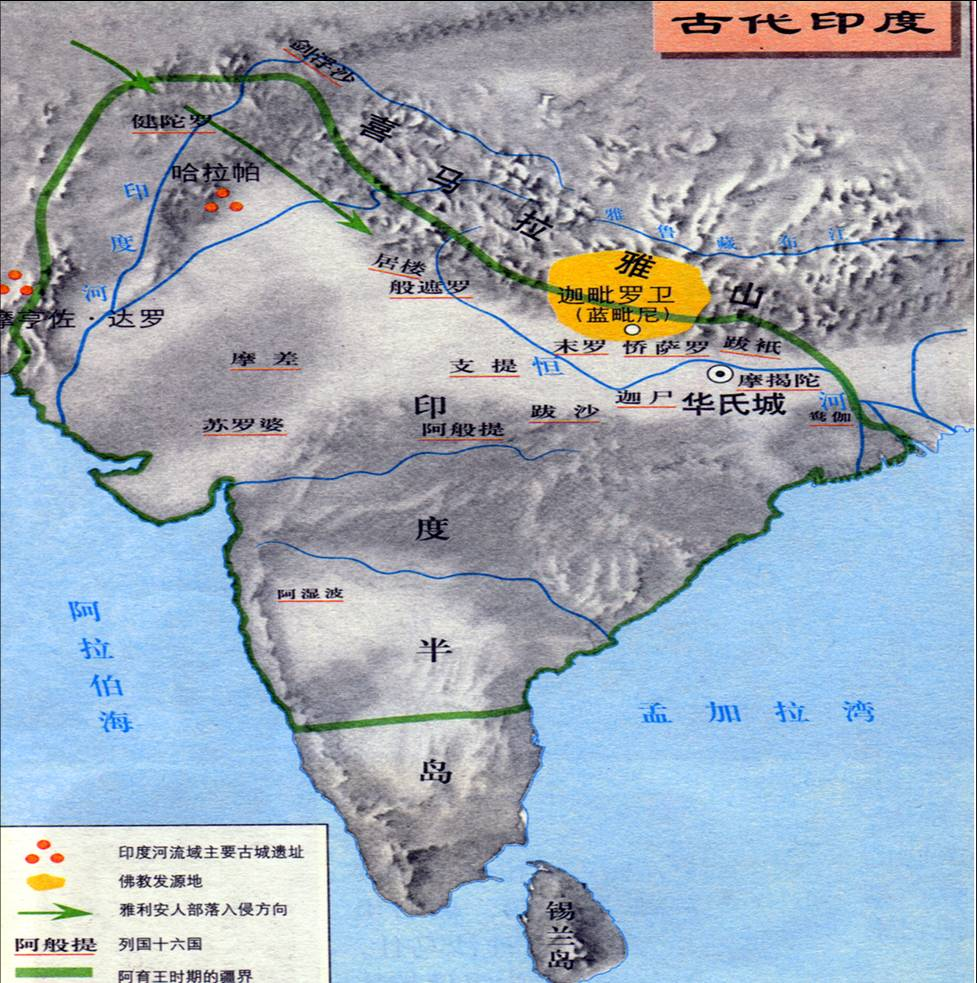 古代印度
剑浮沙
健陀罗
哈拉帕
喜马拉雅山
印度河
雅鲁藏布江
居楼
般遮罗
迦毗罗卫
(蓝毗尼)
摩亨佐·达罗
末罗
憍萨罗
跋祇
摩差
支提
恒河
摩揭陀
迦尸
华氏城
跋沙
鸯伽
苏罗婆
阿般提
印度半岛
阿湿波
阿拉伯海
孟加拉湾
锡兰岛
印度河流域主要古城遗址
佛教发源地
雅利安人部落入侵方向
阿般提
列国十六国
阿育王时期的疆界